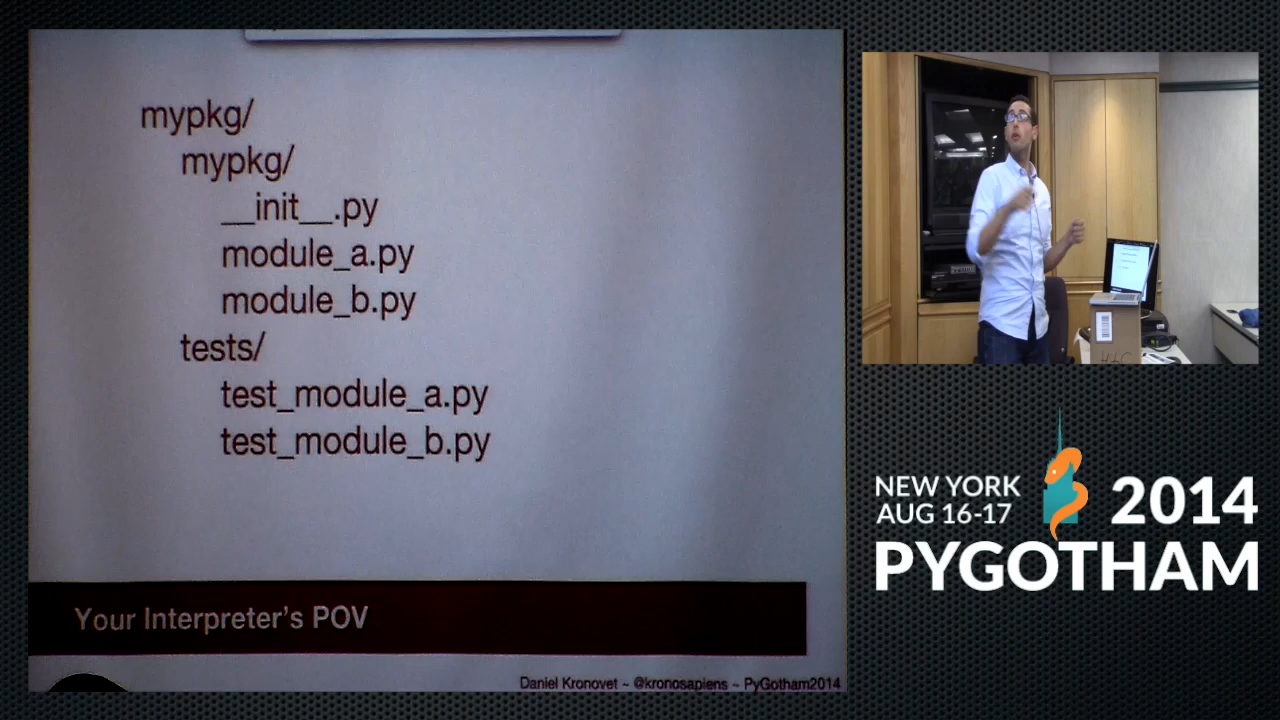 mypkg/
mypkg/
__init__.py
module_a.py
module_b.py
tests/
test_module_a.py
test_module_b.py
Your Interpreter's POV
Daniel Kronovet ~ @kronosapiens ~ PyGotham2014
NEW YORK
AUG 16-17
2014
PYGOTHAM